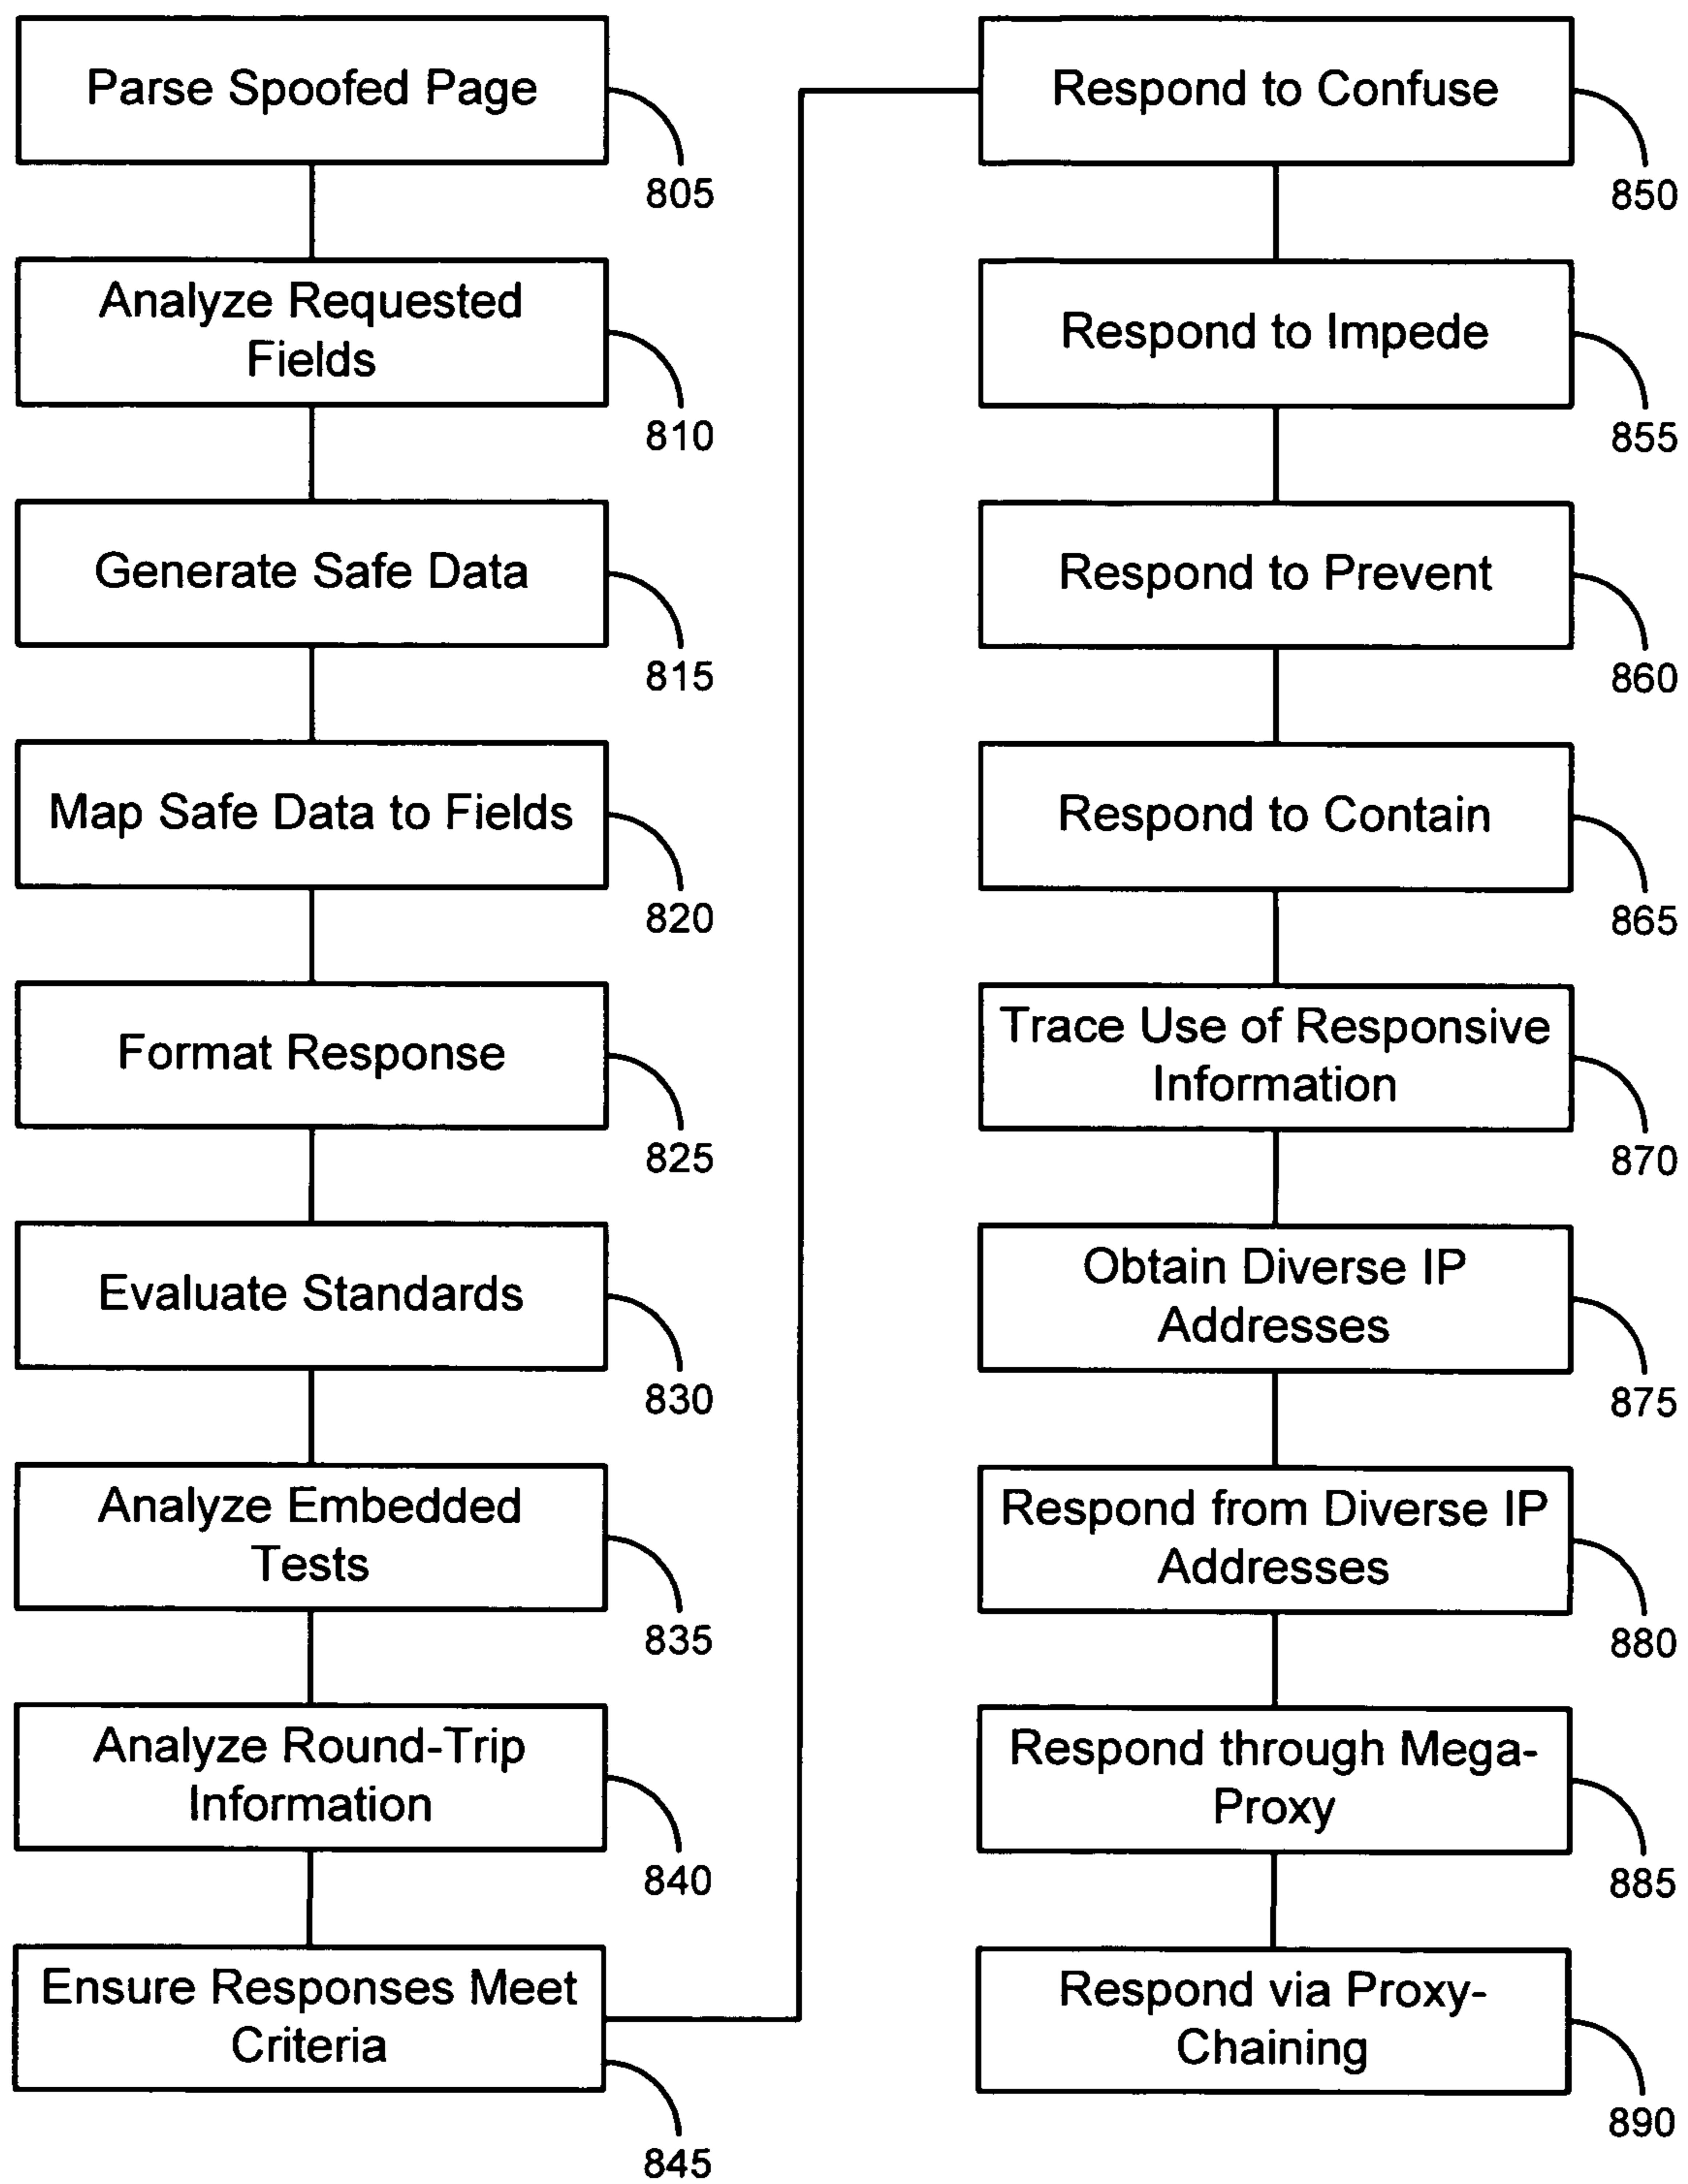 Parse Spoofed Page
805
Analyze Requested
Fields
810
Generate Safe Data
815
Map Safe Data to Fields
820
Format Response
825
Evaluate Standards
830
Analyze Embedded
Tests
835
Analyze Round-Trip
Information
840
Ensure Responses Meet
Criteria
845
Respond to Confuse
850
Respond to Impede
855
Respond to Prevent
860
Respond to Contain
865
Trace Use of Responsive
Information
870
Obtain Diverse IP
Addresses
875
Respond from Diverse IP
Addresses
880
Respond through Mega-
Proxy
885
Respond via Proxy-
Chaining
890